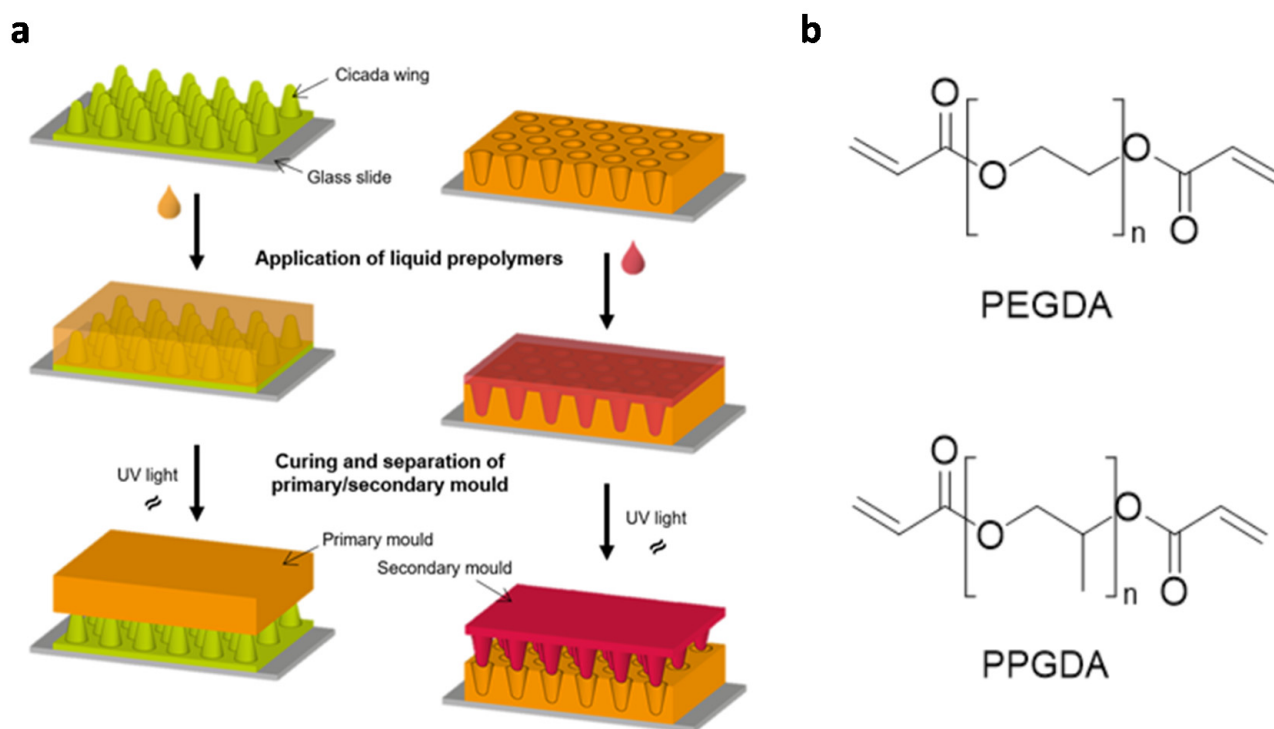 a
Cicada wing
Glass slide
Application of liquid prepolymers
Curing and separation of
primary/secondary mould
UV light
UV light
Primary mould
Secondary mould
b
O
O
n
O
O
PEGDA
O
O
n
O
O
PPGDA